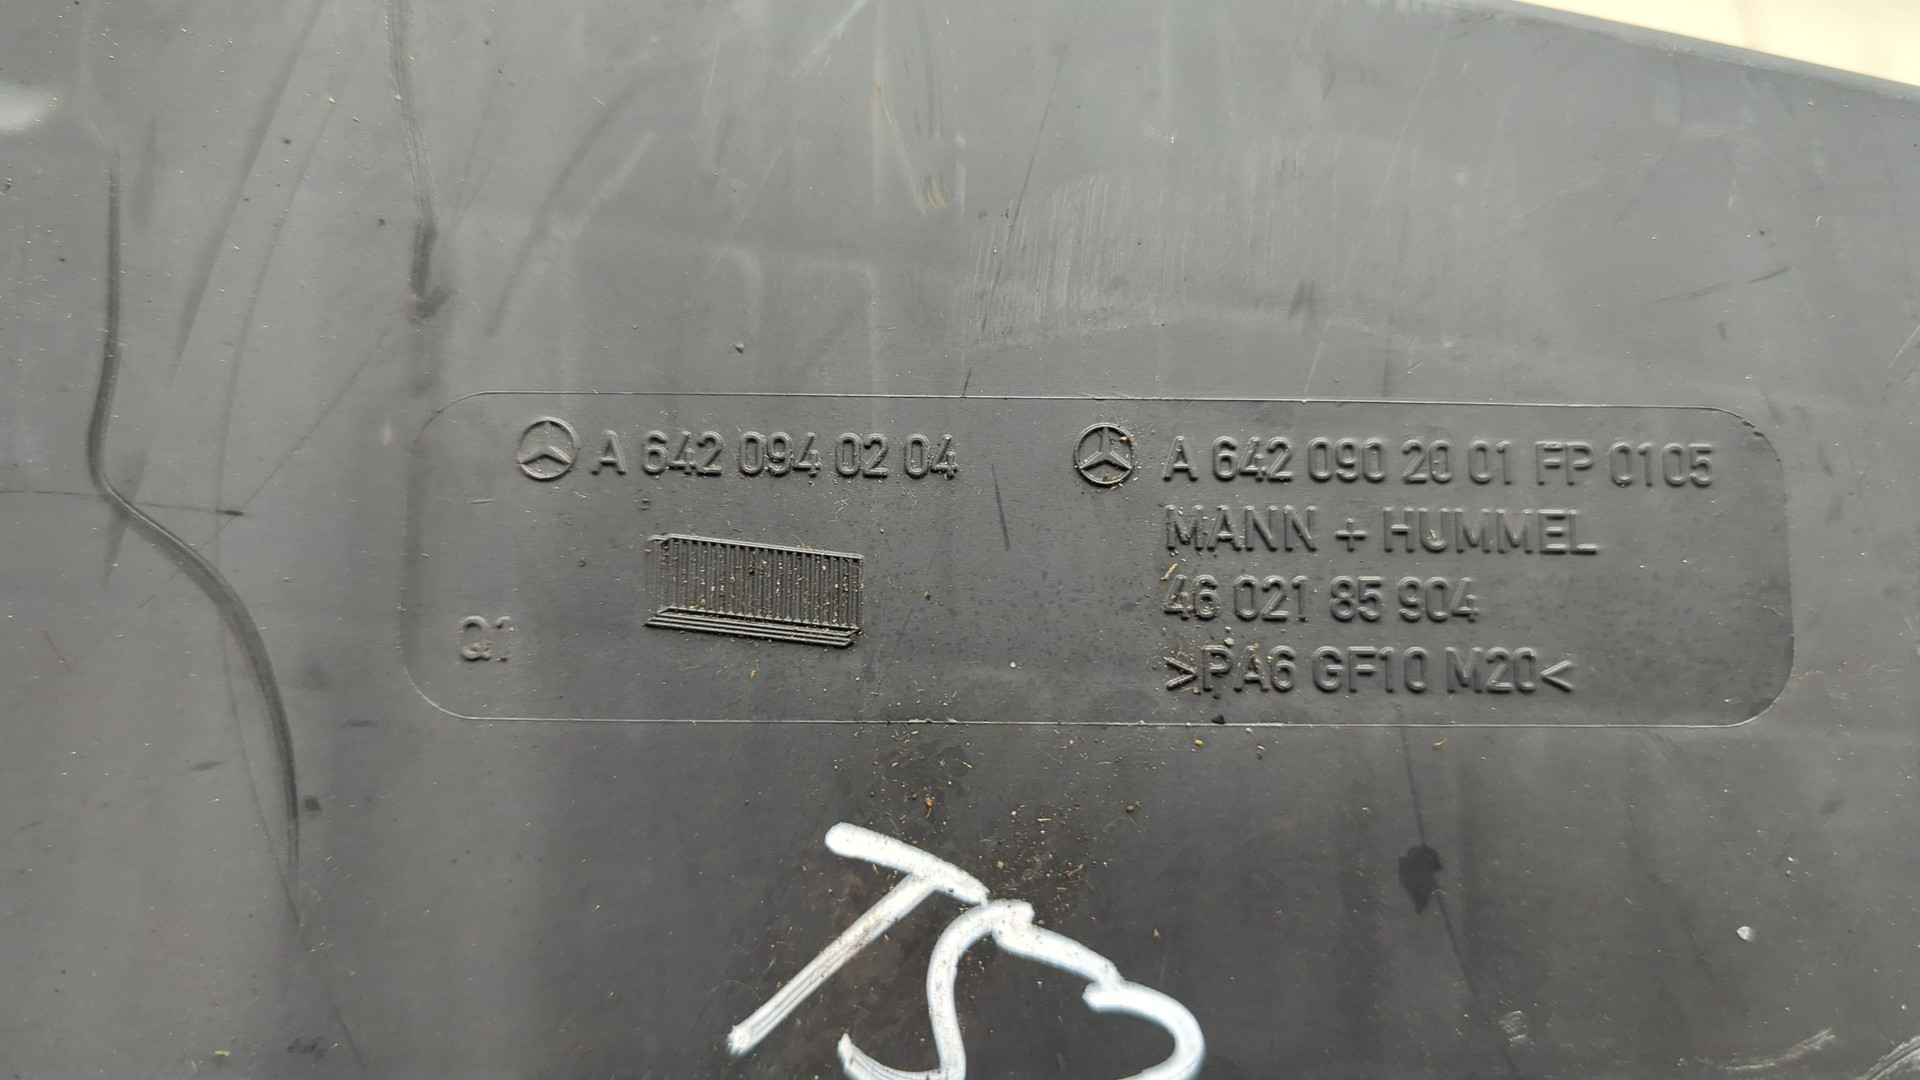 A 642 094 02 04
A 642 090 20 01 FP 0105
MANN + HUMMEL
46 021 85 904
>PA6 GF10 M20<
Q1